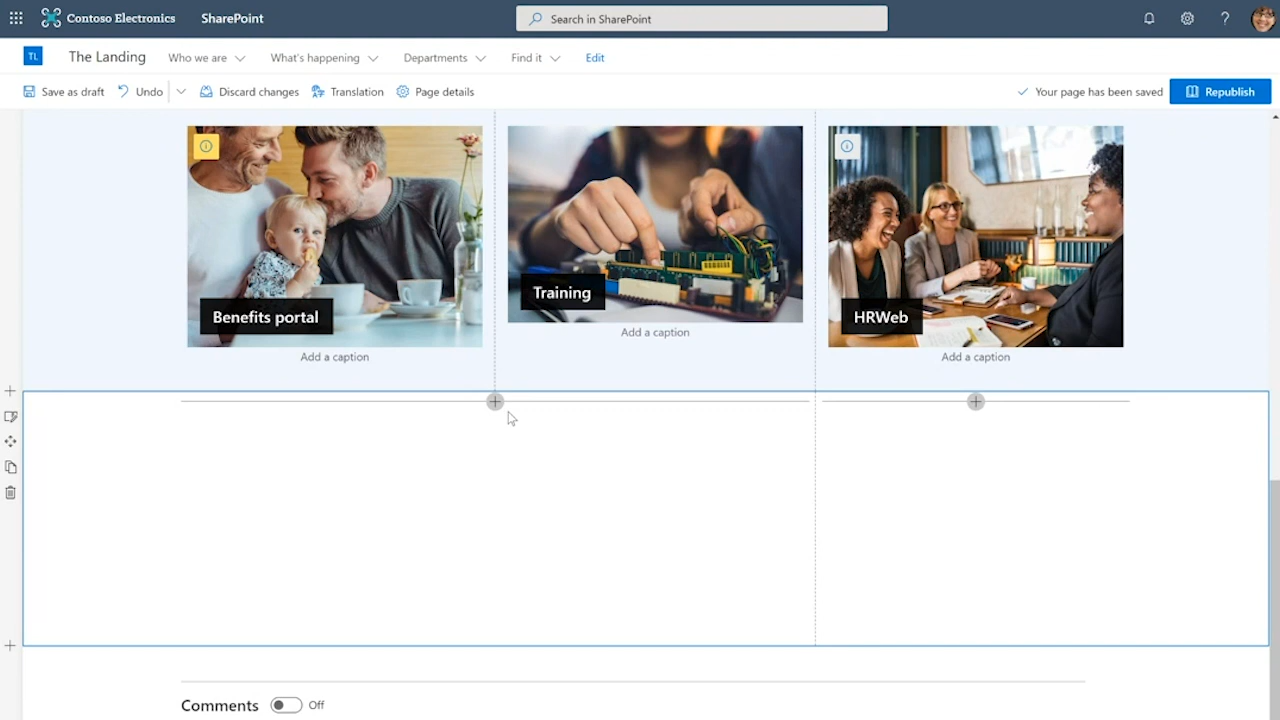 Contoso Electronics SharePoint Search in SharePoint ?
TL The Landing Who we are What's happening Departments Find it Edit
Save as draft Undo Discard changes Translation Page details Your page has been saved Republish
Benefits portal
Training
HRWeb
Add a caption
Add a caption
Add a caption
Comments Off